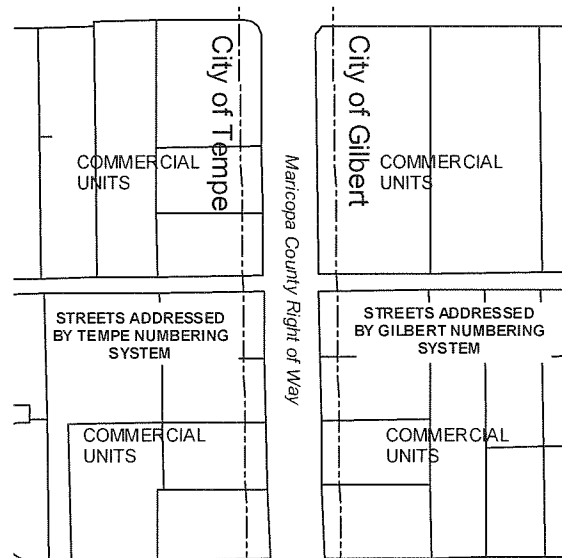 City of Tempe
City of Gilbert
COMMERCIAL
UNITS
COMMERCIAL
UNITS
Maricopa County Right of Way
STREETS ADDRESSED
BY TEMPE NUMBERING
SYSTEM
STREETS ADDRESSED
BY GILBERT NUMBERING
SYSTEM
COMMERCIAL
UNITS
COMMERCIAL
UNITS